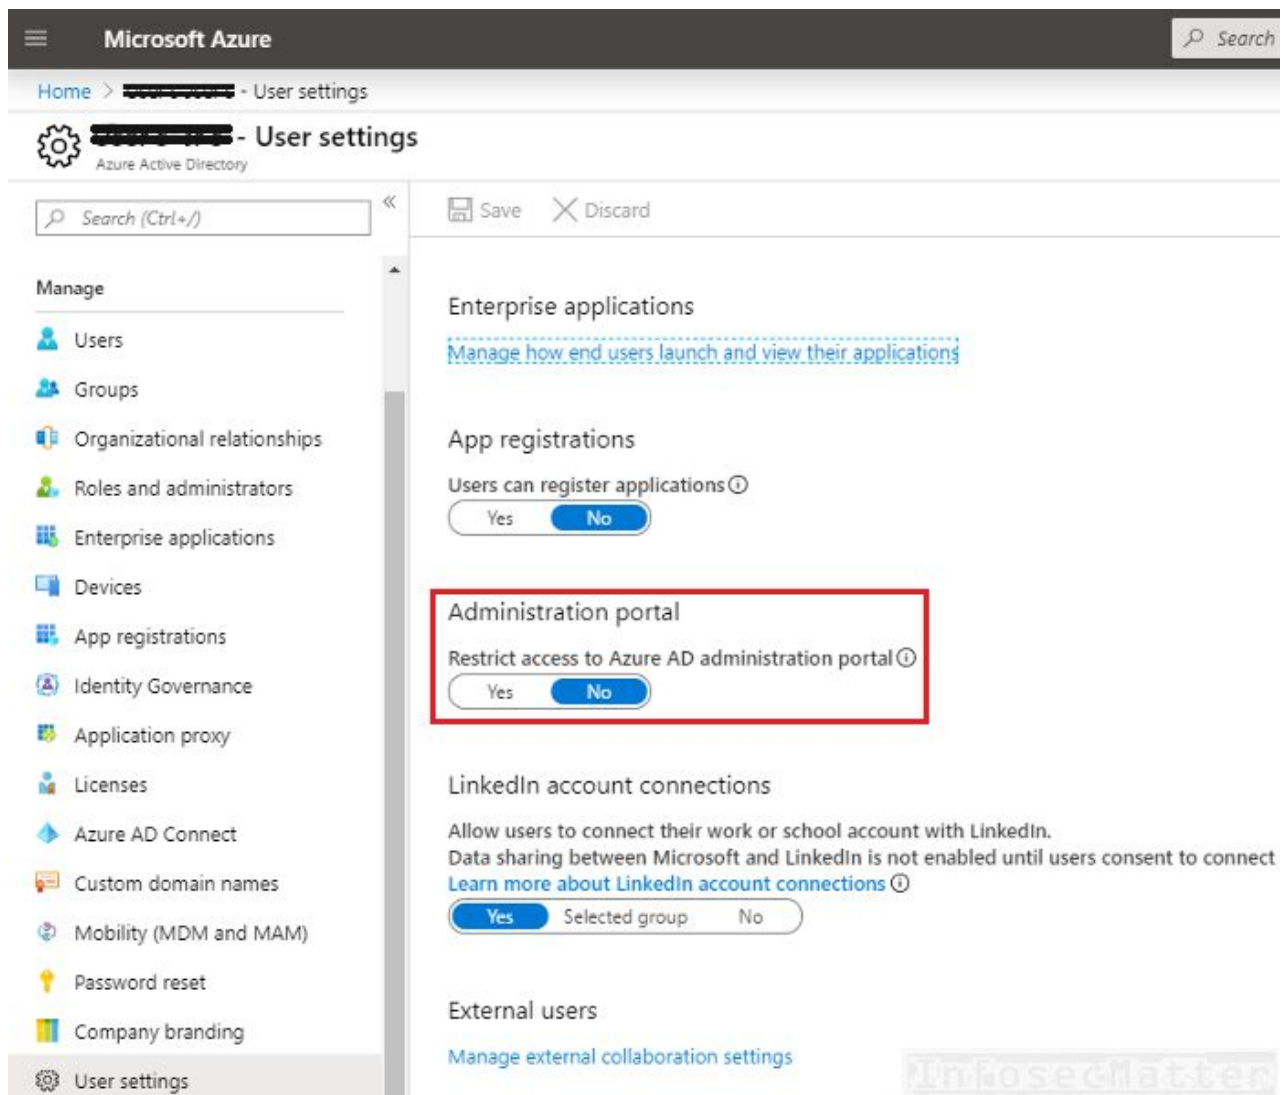 Microsoft Azure
Search
Home > - User settings
- User settings
Azure Active Directory
Search (Ctrl+/)
«
Save Discard
Manage
Users
Groups
Organizational relationships
Roles and administrators
Enterprise applications
Devices
App registrations
Identity Governance
Application proxy
Licenses
Azure AD Connect
Custom domain names
Mobility (MDM and MAM)
Password reset
Company branding
User settings
Enterprise applications
Manage how end users launch and view their applications
App registrations
Users can register applications
Yes No
Administration portal
Restrict access to Azure AD administration portal
Yes No
LinkedIn account connections
Allow users to connect their work or school account with LinkedIn.
Data sharing between Microsoft and LinkedIn is not enabled until users consent to connect
Learn more about LinkedIn account connections
Yes Selected group No
External users
Manage external collaboration settings
InfosecMatter